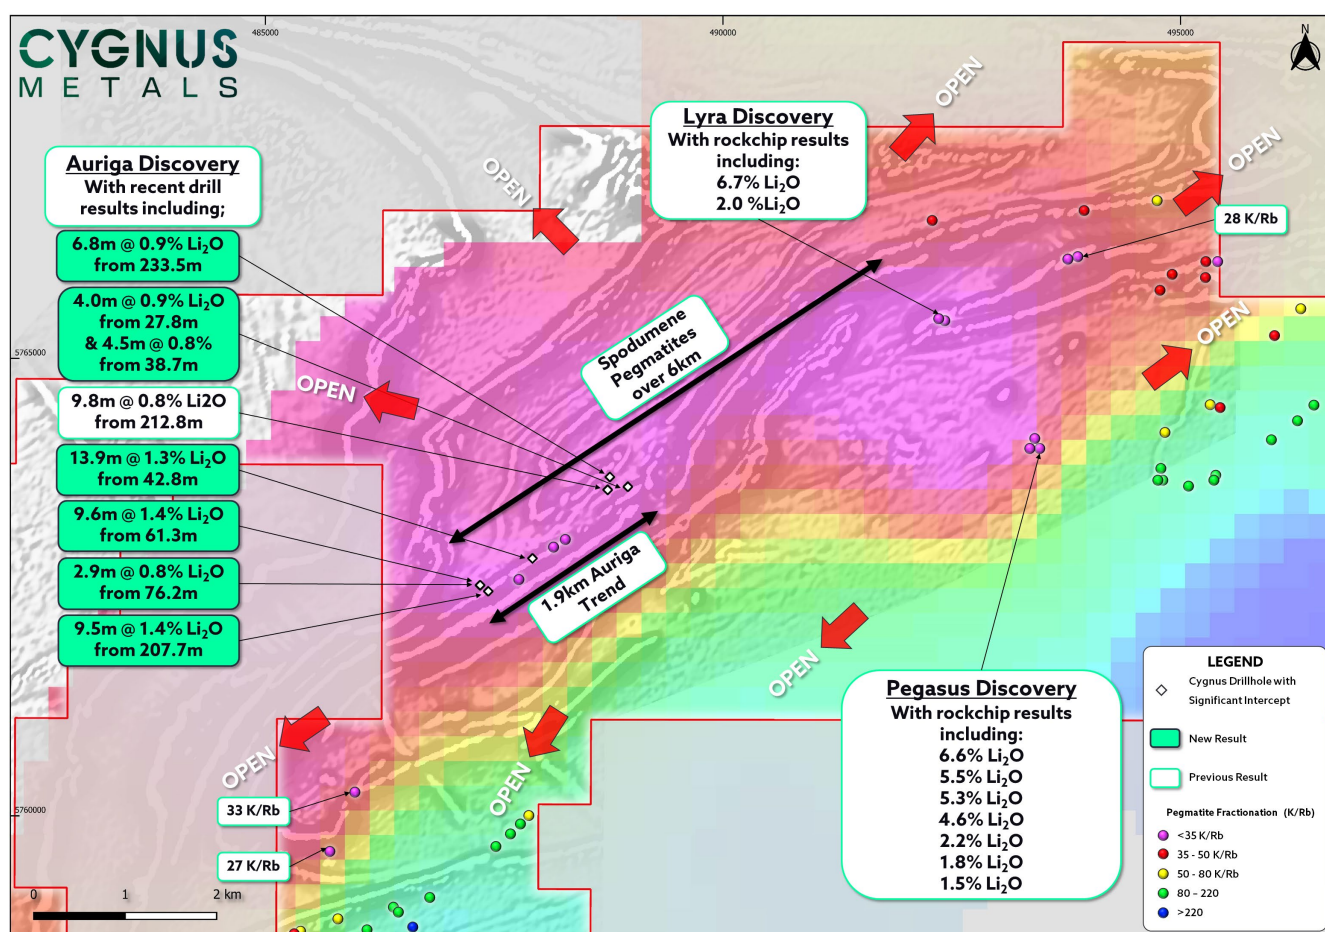 485000
490000
495000
CYGNUS
METALS
N
OPEN
OPEN
OPEN
OPEN
OPEN
OPEN
OPEN
OPEN
OPEN
Auriga Discovery
With recent drill
results including;
6.8m @ 0.9% Li₂O
from 233.5m
4.0m @ 0.9% Li₂O
from 27.8m
& 4.5m @ 0.8%
from 38.7m
9.8m @ 0.8% Li2O
from 212.8m
13.9m @ 1.3% Li₂O
from 42.8m
9.6m @ 1.4% Li₂O
from 61.3m
2.9m @ 0.8% Li₂O
from 76.2m
9.5m @ 1.4% Li₂O
from 207.7m
Lyra Discovery
With rockchip results
including:
6.7% Li₂O
2.0 %Li₂O
28 K/Rb
5765000
Spodumene
Pegmatites
over 6km
1.9km Auriga
Trend
5760000
33 K/Rb
27 K/Rb
0 1 2 km
Pegasus Discovery
With rockchip results
including:
6.6% Li₂O
5.5% Li₂O
5.3% Li₂O
4.6% Li₂O
2.2% Li₂O
1.8% Li₂O
1.5% Li₂O
LEGEND
Cygnus Drillhole with
Significant Intercept
New Result
Previous Result
Pegmatite Fractionation (K/Rb)
<35 K/Rb
35 - 50 K/Rb
50 - 80 K/Rb
80 - 220
>220